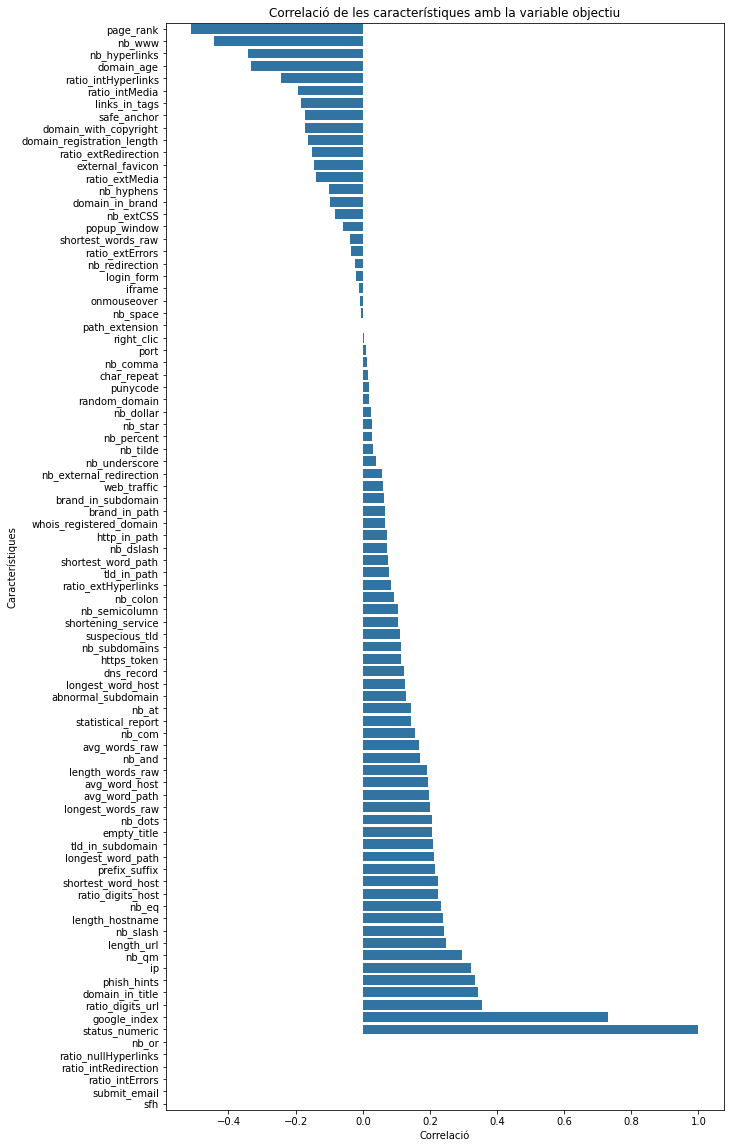 Correlació de les característiques amb la variable objectiu
page_rank
nb_www
nb_hyperlinks
domain_age
ratio_intHyperlinks
ratio_intMedia
links_in_tags
safe_anchor
domain_with_copyright
domain_registration_length
ratio_extRedirection
external_favicon
ratio_extMedia
nb_hyphens
domain_in_brand
nb_extCSS
popup_window
shortest_words_raw
ratio_extErrors
nb_redirection
login_form
iframe
onmouseover
nb_space
path_extension
right_clic
port
nb_comma
char_repeat
punycode
random_domain
nb_dollar
nb_star
nb_percent
nb_tilde
nb_underscore
nb_external_redirection
web_traffic
brand_in_subdomain
brand_in_path
whois_registered_domain
http_in_path
nb_dslash
shortest_word_path
tld_in_path
ratio_extHyperlinks
nb_colon
nb_semicolumn
shortening_service
suspecious_tld
nb_subdomains
https_token
dns_record
longest_word_host
abnormal_subdomain
nb_at
statistical_report
nb_com
avg_words_raw
nb_and
length_words_raw
avg_word_host
avg_word_path
longest_words_raw
nb_dots
empty_title
tld_in_subdomain
longest_word_path
prefix_suffix
shortest_word_host
ratio_digits_host
nb_eq
length_hostname
nb_slash
length_url
nb_qm
ip
phish_hints
domain_in_title
ratio_digits_url
google_index
status_numeric
nb_or
ratio_nullHyperlinks
ratio_intRedirection
ratio_intErrors
submit_email
sfh
Característiques
−0.4 −0.2 0.0 0.2 0.4 0.6 0.8 1.0
Correlació